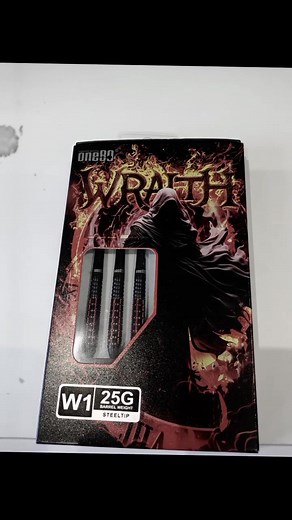 one80
WRAITH
W1
25G
BARREL WEIGHT
STEELTIP